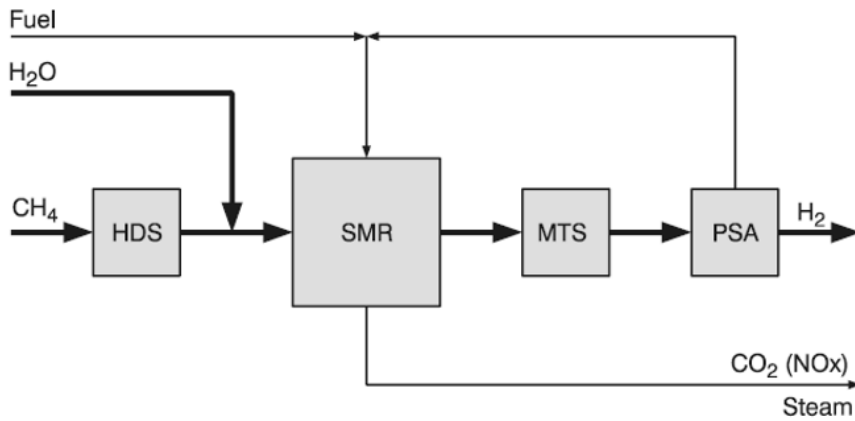 Fuel
H₂O
CH₄
HDS
SMR
MTS
PSA
H₂
CO₂ (NOx)
Steam